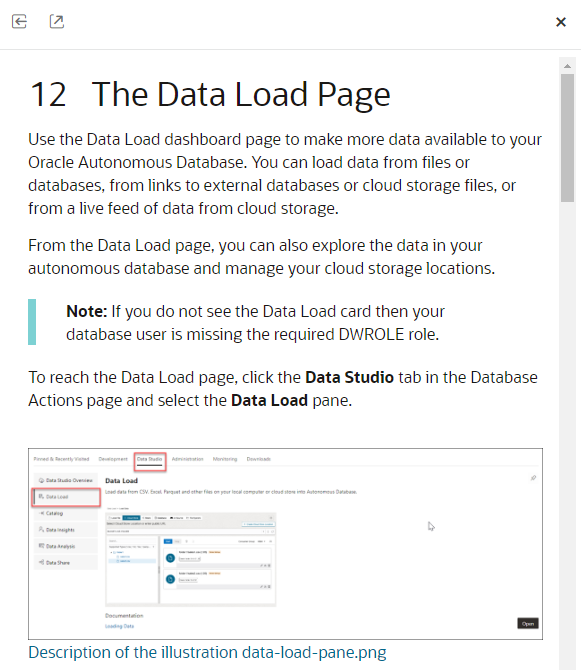 12 The Data Load Page
Use the Data Load dashboard page to make more data available to your
Oracle Autonomous Database. You can load data from files or
databases, from links to external databases or cloud storage files, or
from a live feed of data from cloud storage.
From the Data Load page, you can also explore the data in your
autonomous database and manage your cloud storage locations.
Note: If you do not see the Data Load card then your
database user is missing the required DWROLE role.
To reach the Data Load page, click the Data Studio tab in the Database
Actions page and select the Data Load pane.
Pinned & Recently Visited Development Data Studio Administration Monitoring Downloads
Data Studio Overview
Data Load
Catalog
Data Insights
Data Analysis
Data Share
Data Load
Load data from CSV, Excel, Parquet and other files on your local computer or cloud store into Autonomous Database.
Documentation
Loading Data
Open
Description of the illustration data-load-pane.png